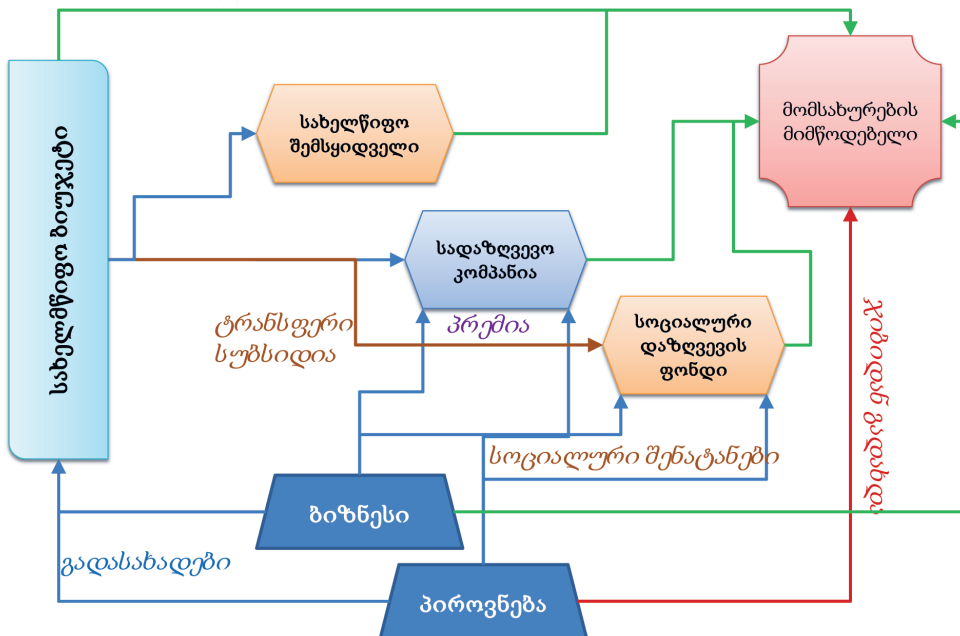 სახელმწიფო ბიუჯეტი
სახელწიფო
შემსყიდველი
მომსახურების
მიმწოდებელი
სადაზღვევო
კომპანია
ტრანსფერი
სუბსიდია
პრემია
სოციალური
დაზღვევის
ფონდი
ჯიბიდან გადახდა
სოციალური შენატანები
ბიზნესი
გადასახადები
პიროვნება